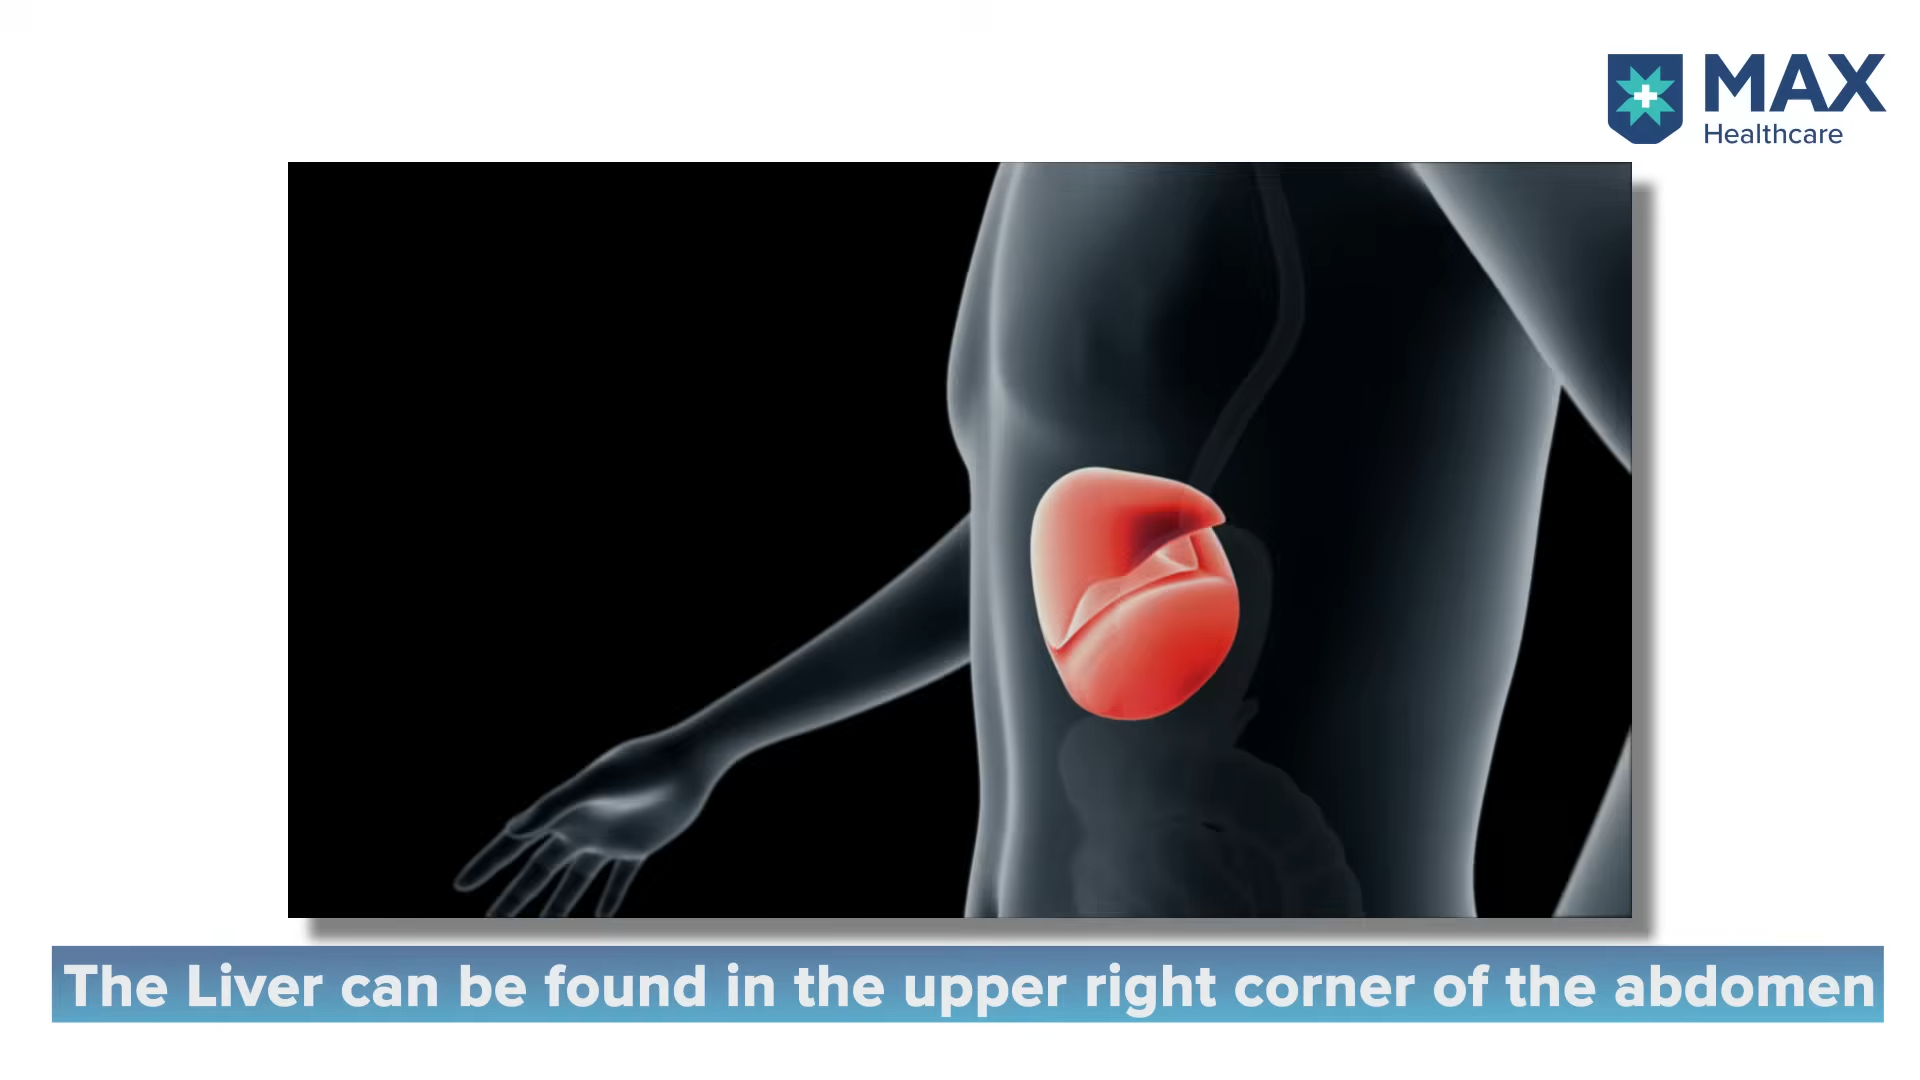 MAX
Healthcare
The Liver can be found in the upper right corner of the abdomen